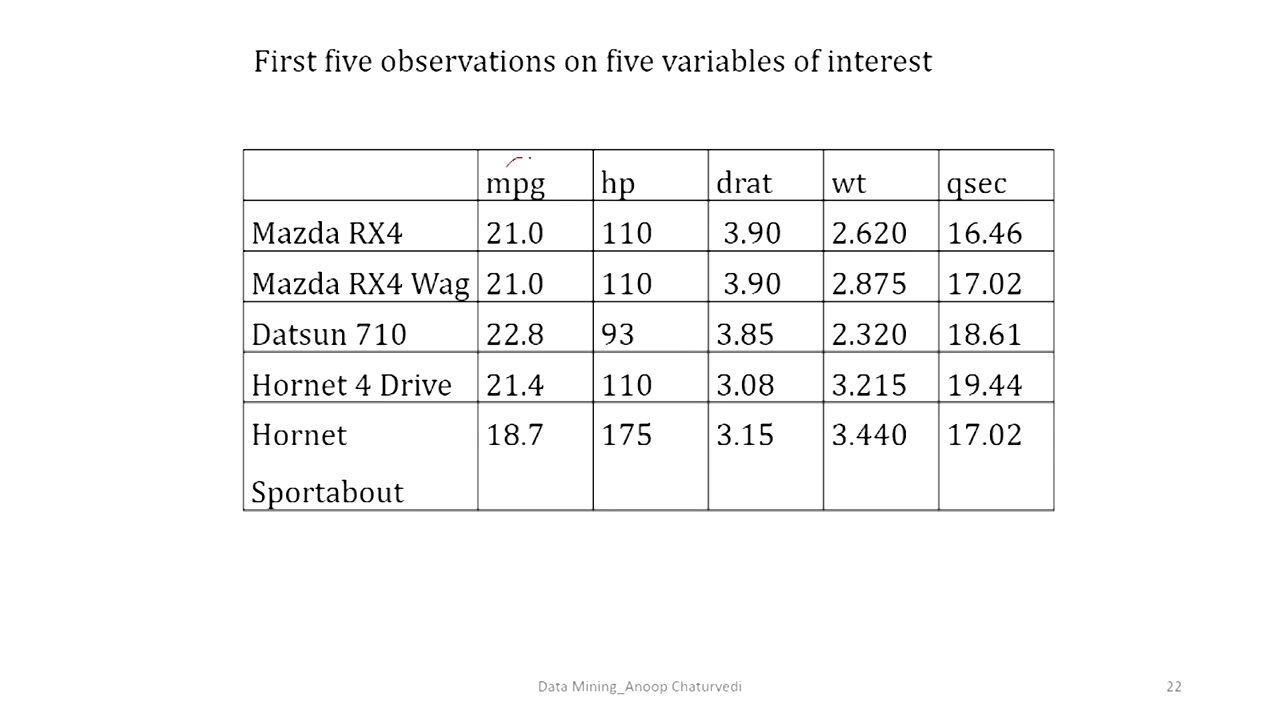 First five observations on five variables of interest
mpg hp drat wt qsec
Mazda RX4 21.0 110 3.90 2.620 16.46
Mazda RX4 Wag 21.0 110 3.90 2.875 17.02
Datsun 710 22.8 93 3.85 2.320 18.61
Hornet 4 Drive 21.4 110 3.08 3.215 19.44
Hornet 18.7 175 3.15 3.440 17.02
Sportabout
Data Mining_Anoop Chaturvedi 22